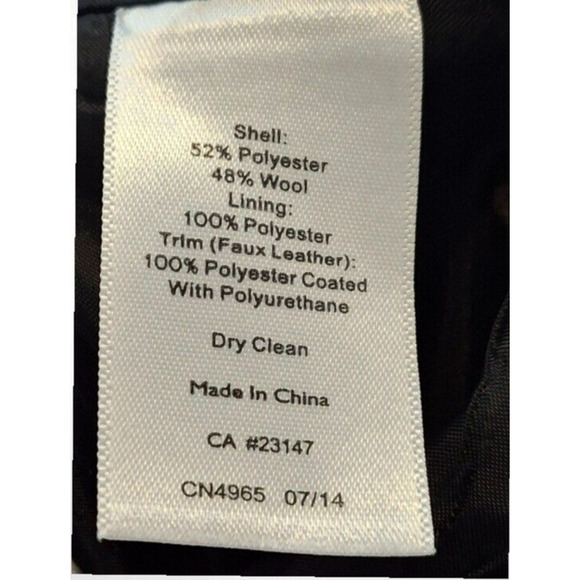 Shell:
52% Polyester
48% Wool
Lining:
100% Polyester
Trim (Faux Leather):
100% Polyester Coated
With Polyurethane
Dry Clean
Made In China
CA #23147
CN4965 07/14